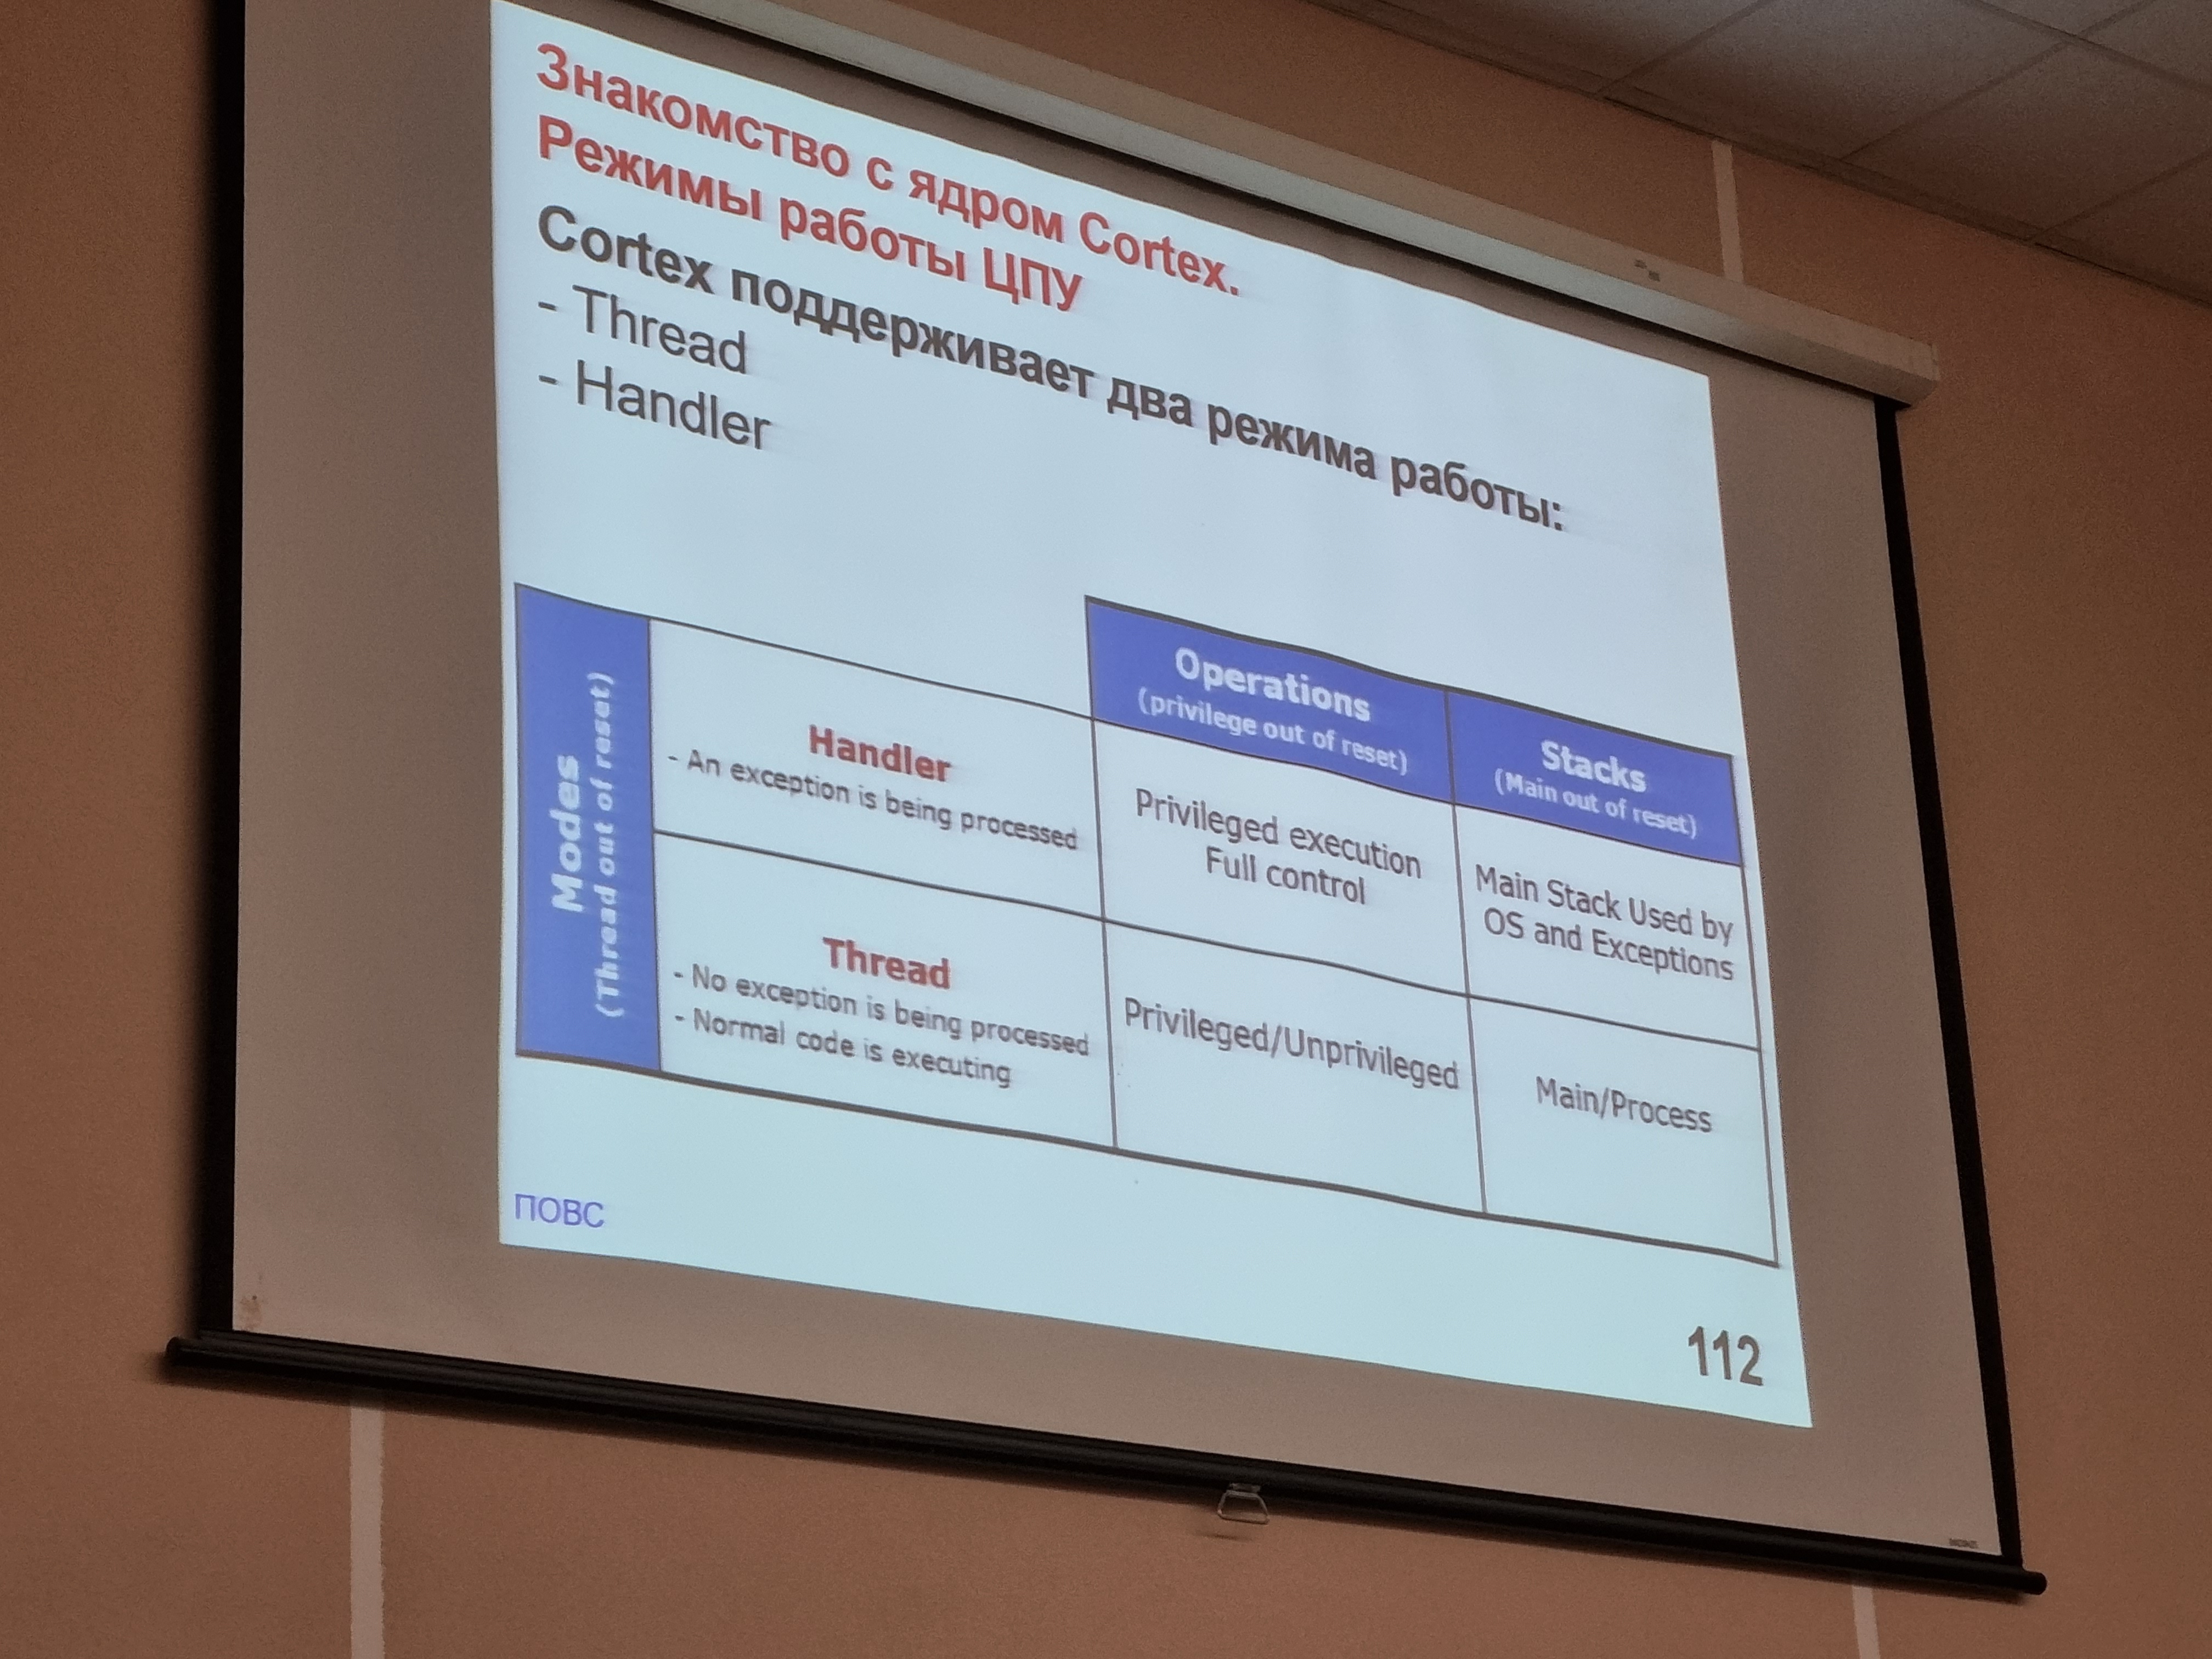 Знакомство с ядром Cortex.
Режимы работы ЦПУ
Cortex поддерживает два режима работы:
- Thread
- Handler
Operations
(privilege out of reset)
Stacks
(Main out of reset)
Modes
(Thread out of reset)
Handler
- An exception is being processed
Privileged execution
Full control
Main Stack Used by
OS and Exceptions
Thread
- No exception is being processed
- Normal code is executing
Privileged/Unprivileged
Main/Process
ПОВС
112